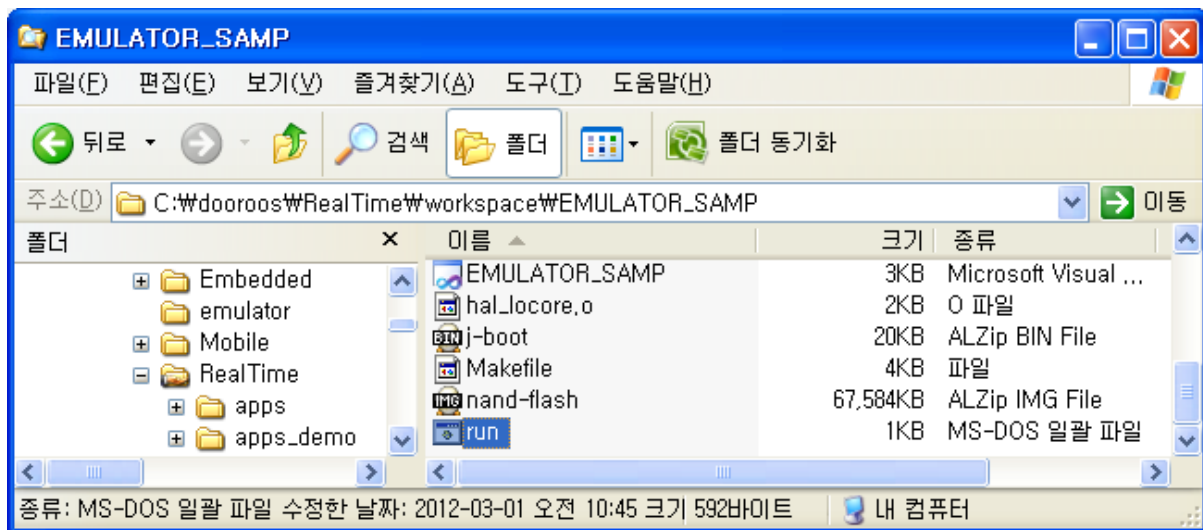 EMULATOR_SAMP
파일(F) 편집(E) 보기(V) 즐겨찾기(A) 도구(T) 도움말(H)
뒤로 검색 폴더 폴더 동기화
주소(D) C:₩dooroos₩RealTime₩workspace₩EMULATOR_SAMP 이동
폴더 × 이름 크기 종류
Embedded
emulator
Mobile
RealTime
apps
apps_demo
EMULATOR_SAMP 3KB Microsoft Visual ...
hal_locore,o 2KB O 파일
BIN j-boot 20KB ALZip BIN File
Makefile 4KB 파일
IMG nand-flash 67,584KB ALZip IMG File
run 1KB MS-DOS 일괄 파일
종류: MS-DOS 일괄 파일 수정한 날짜: 2012-03-01 오전 10:45 크기 592바이트 내 컴퓨터